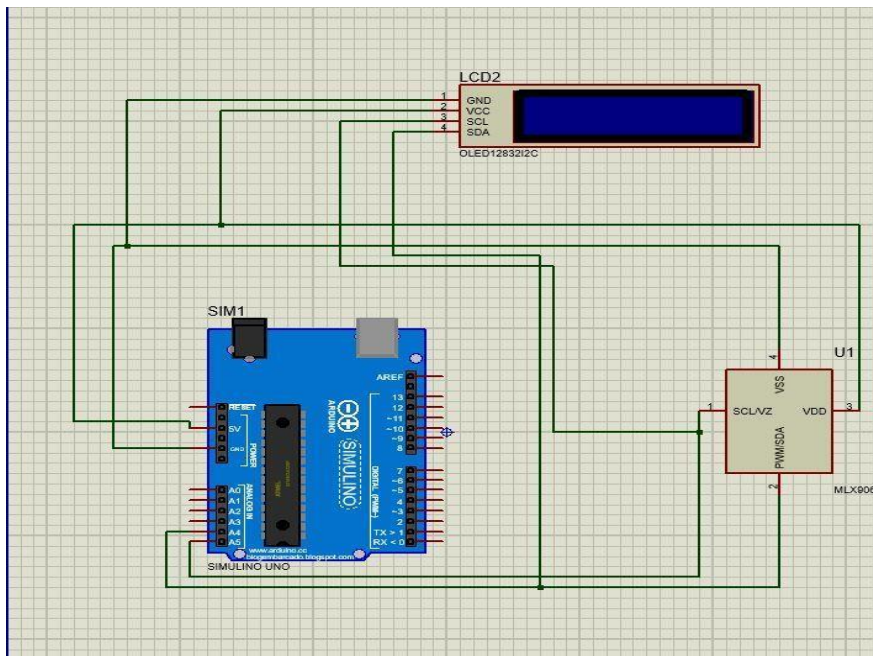 LCD2
1 GND
2 VCC
3 SCL
4 SDA
OLED12832I2C
SIM1
AREF
13
12
~11
~10
~9
8
7
~6
~5
4
~3
2
TX > 1
RX < 0
RESET
5V
GND
POWER
A0
A1
A2
A3
A4
A5
ANALOG IN
ARDUINO
SIMULINO
DIGITAL (PWM~)
www.arduino.cc
blogembarcado.blogspot.com
SIMULINO UNO
U1
4
VSS
1 SCL/VZ
VDD 3
PWM/SDA
2
MLX906